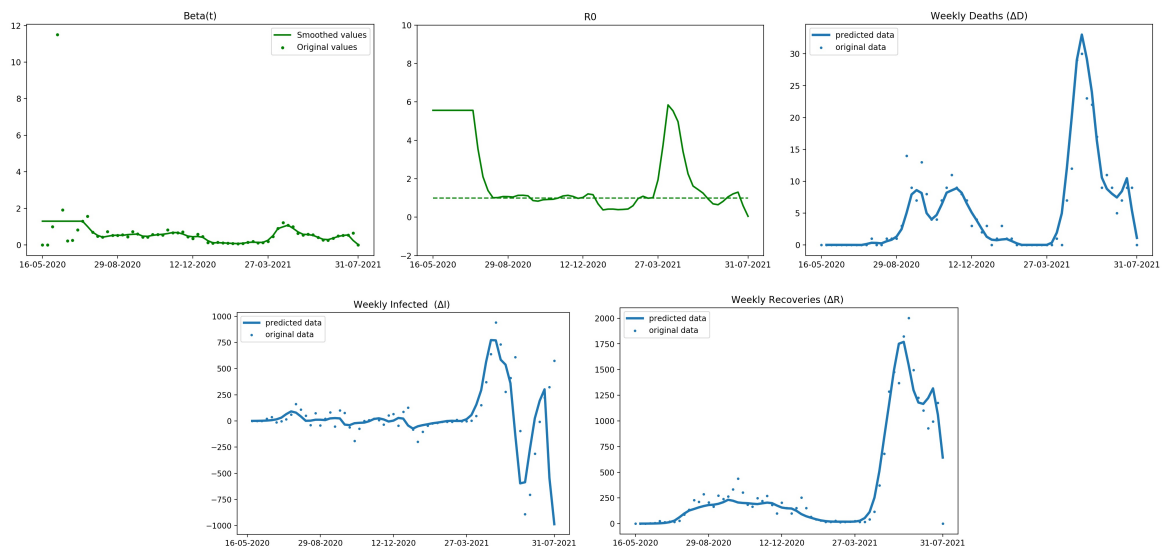 Beta(t)
12
10
8
6
4
2
0
Smoothed values
Original values
16-05-2020 29-08-2020 12-12-2020 27-03-2021 31-07-2021
R0
10
8
6
4
2
0
−2
16-05-2020 29-08-2020 12-12-2020 27-03-2021 31-07-2021
Weekly Deaths (ΔD)
30
25
20
15
10
5
0
predicted data
original data
16-05-2020 29-08-2020 12-12-2020 27-03-2021 31-07-2021
Weekly Infected (ΔI)
1000
750
500
250
0
−250
−500
−750
−1000
predicted data
original data
16-05-2020 29-08-2020 12-12-2020 27-03-2021 31-07-2021
Weekly Recoveries (ΔR)
2000
1750
1500
1250
1000
750
500
250
0
predicted data
original data
16-05-2020 29-08-2020 12-12-2020 27-03-2021 31-07-2021